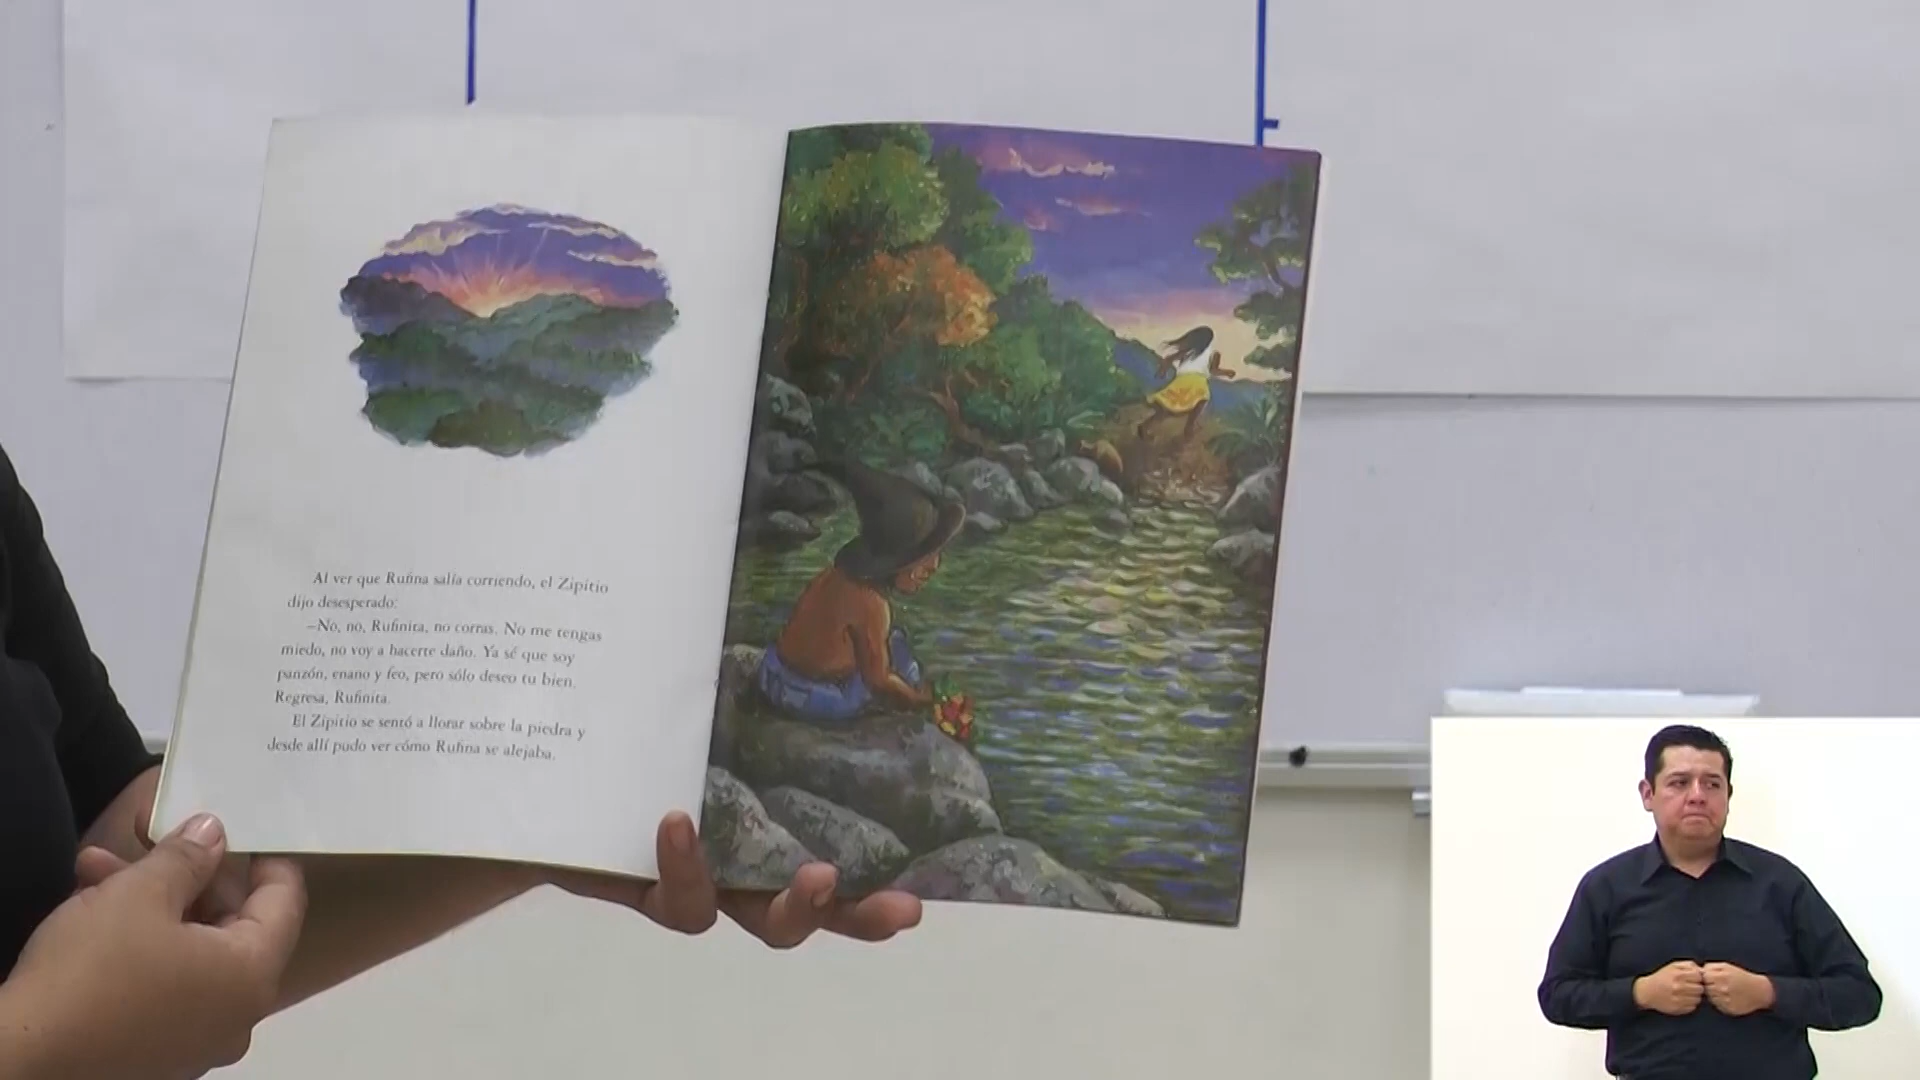 Al ver que Rufina salía corriendo, el Zipitio
dijo desesperado:
–No, no, Rufinita, no corras. No me tengas
miedo, no voy a hacerte daño. Ya sé que soy
panzón, enano y feo, pero sólo deseo tu bien.
Regresa, Rufinita.
El Zipitio se sentó a llorar sobre la piedra y
desde allí pudo ver cómo Rufina se alejaba.